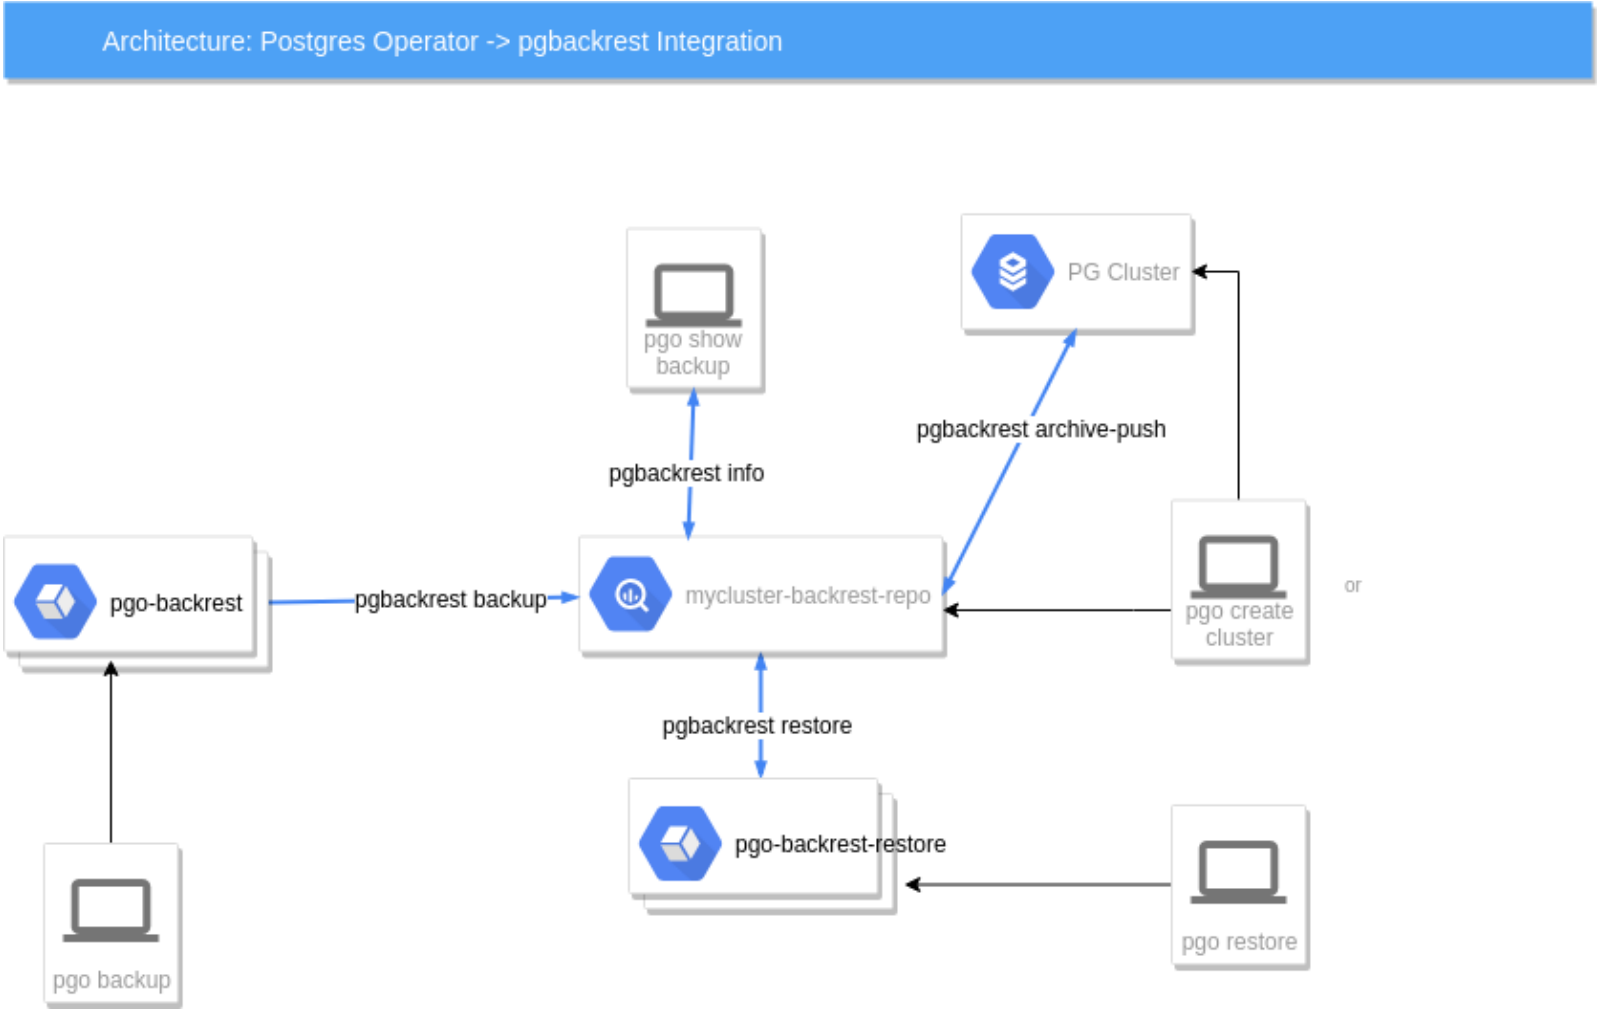 Architecture: Postgres Operator -> pgbackrest Integration
PG Cluster
pgo show
backup
pgbackrest archive-push
pgbackrest info
pgo-backrest
pgbackrest backup
mycluster-backrest-repo
pgo create
cluster
or
pgbackrest restore
pgo-backrest-restore
pgo restore
pgo backup